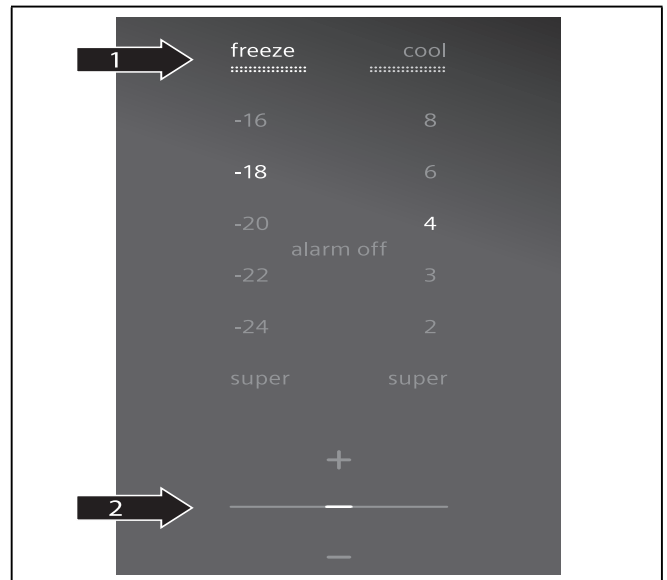 1 freeze cool
-16 8
-18 6
-20 4
alarm off
-22 3
-24 2
super super
+
2
−